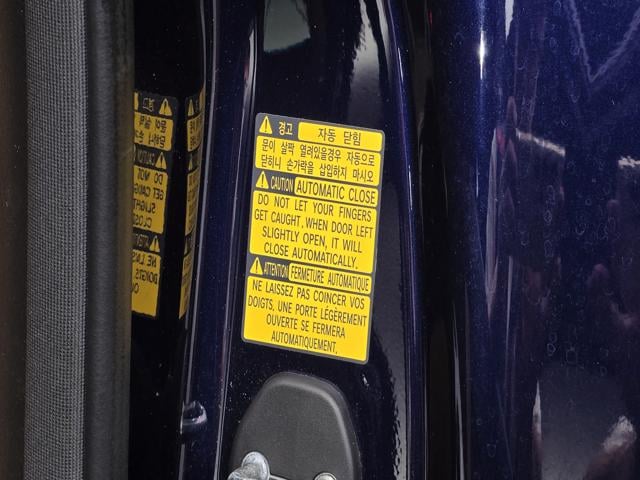 경고 자동 닫힘
문이 살짝 열려있을경우 자동으로
닫히니 손가락을 삽입하지 마시오
CAUTION AUTOMATIC CLOSE
DO NOT LET YOUR FINGERS
GET CAUGHT. WHEN DOOR LEFT
SLIGHTLY OPEN, IT WILL
CLOSE AUTOMATICALLY.
ATTENTION FERMETURE AUTOMATIQUE
NE LAISSEZ PAS COINCER VOS
DOIGTS, UNE PORTE LÉGÈREMENT
OUVERTE SE FERMERA
AUTOMATIQUEMENT.